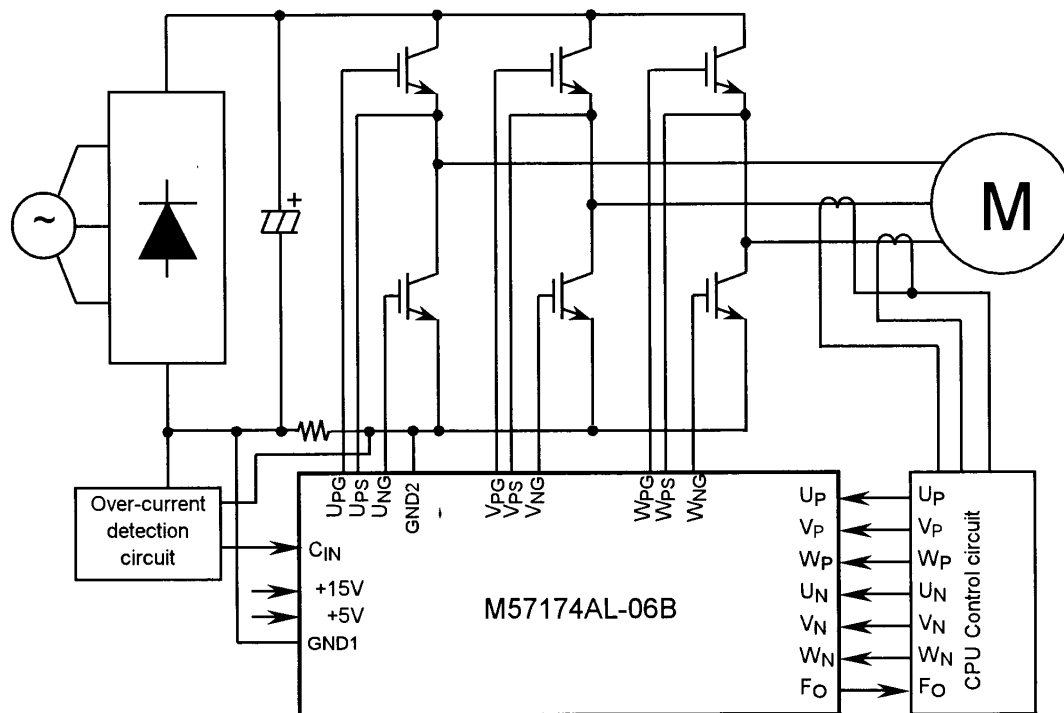 ~
+
M
UPG
UPS
UNG
GND2
VPG
VPS
VNG
WPG
WPS
WNG
Over-current
detection
circuit
CIN
+15V
+5V
GND1
M57174AL-06B
UP
VP
WP
UN
VN
WN
FO
UP
VP
WP
UN
VN
WN
FO
CPU Control circuit